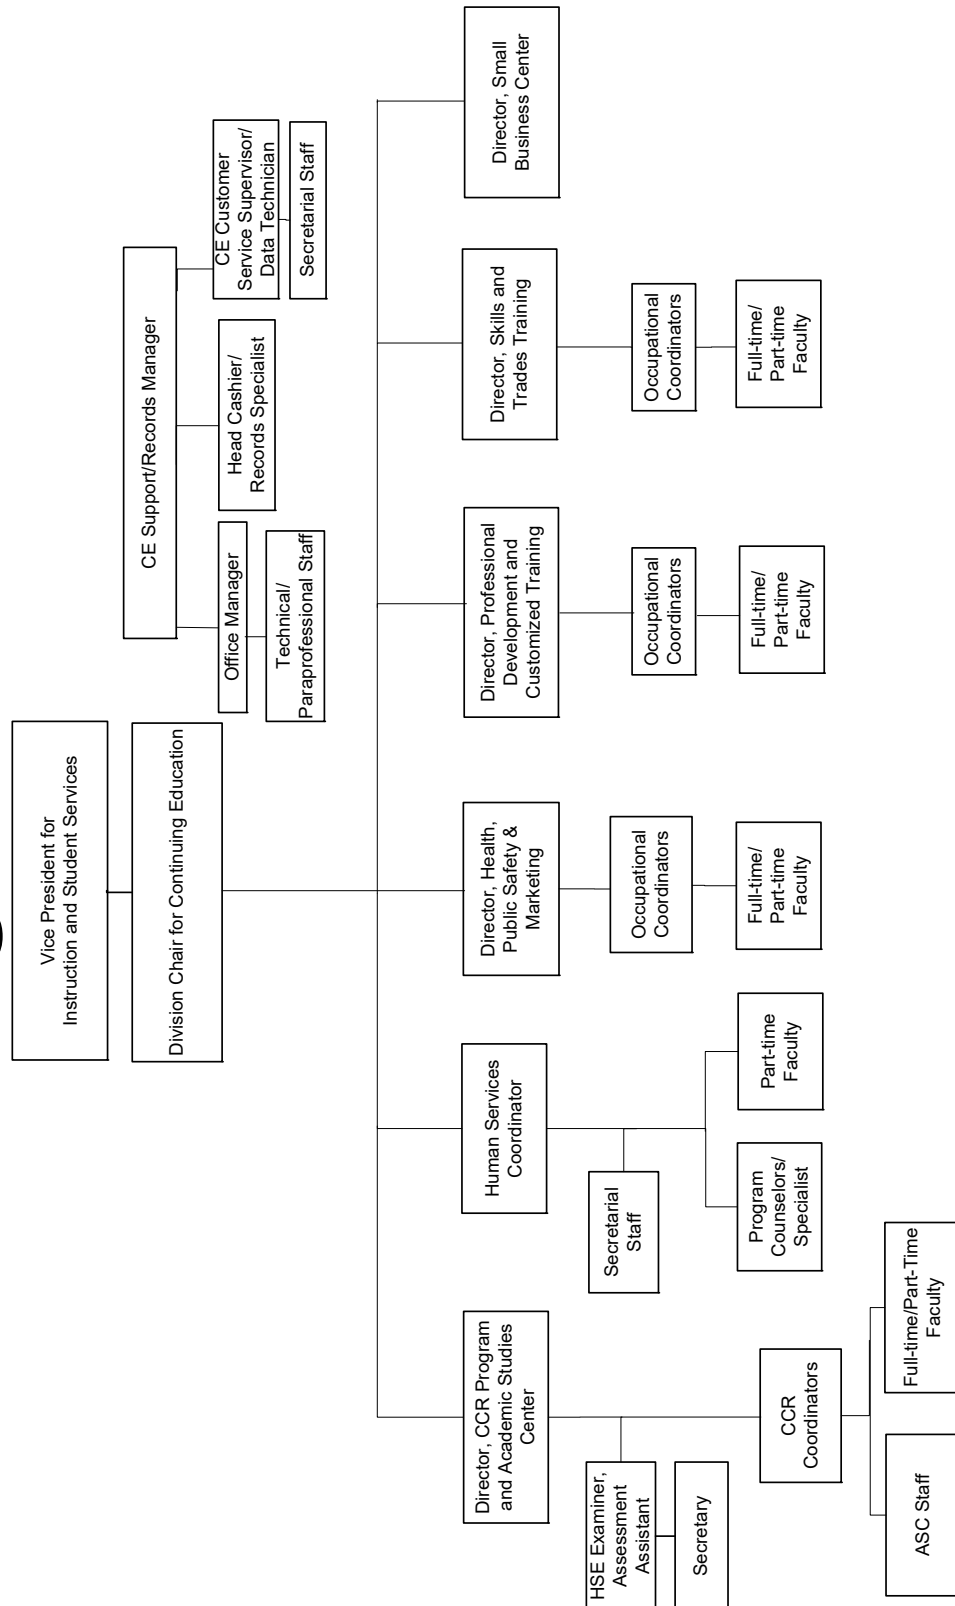 Vice President for
Instruction and Student Services
Division Chair for Continuing Education
CE Support/Records Manager
Office Manager
Technical/
Paraprofessional Staff
Head Cashier/
Records Specialist
CE Customer
Service Supervisor/
Data Technician
Secretarial Staff
Director, CCR Program
and Academic Studies
Center
HSE Examiner,
Assessment
Assistant
Secretary
CCR
Coordinators
ASC Staff
Full-time/Part-Time
Faculty
Human Services
Coordinator
Secretarial
Staff
Program
Counselors/
Specialist
Part-time
Faculty
Director, Health,
Public Safety &
Marketing
Occupational
Coordinators
Full-time/
Part-time
Faculty
Director, Professional
Development and
Customized Training
Occupational
Coordinators
Full-time/
Part-time
Faculty
Director, Skills and
Trades Training
Occupational
Coordinators
Full-time/
Part-time
Faculty
Director, Small
Business Center